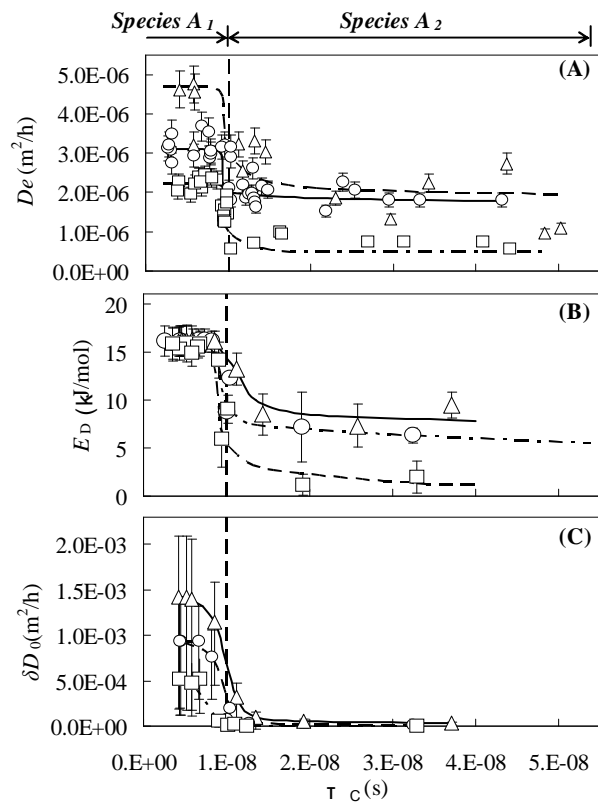 Species A1 Species A2
(A)
5.0E-06
4.0E-06
3.0E-06
2.0E-06
1.0E-06
0.0E+00
De (m²/h)
(B)
20
15
10
5
0
E D (kJ/mol)
(C)
2.0E-03
1.5E-03
1.0E-03
5.0E-04
0.0E+00
δD0(m²/h)
0.E+00 1.E-08 2.E-08 3.E-08 4.E-08 5.E-08
τ C (s)